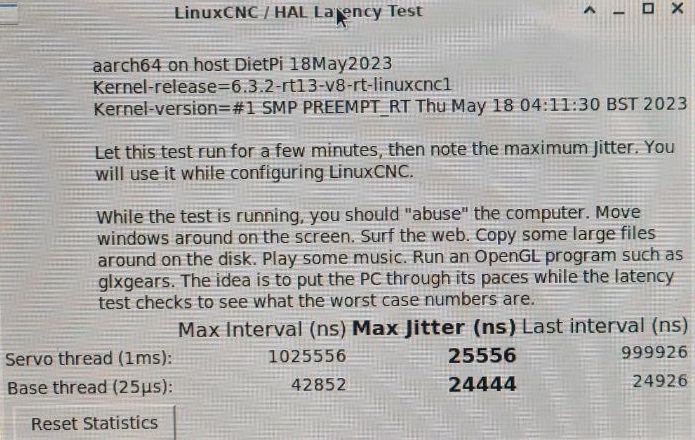 LinuxCNC / HAL Latency Test
aarch64 on host DietPi 18May2023
Kernel-release=6.3.2-rt13-v8-rt-linuxcnc1
Kernel-version=#1 SMP PREEMPT_RT Thu May 18 04:11:30 BST 2023
Let this test run for a few minutes, then note the maximum Jitter. You
will use it while configuring LinuxCNC.
While the test is running, you should "abuse" the computer. Move
windows around on the screen. Surf the web. Copy some large files
around on the disk. Play some music. Run an OpenGL program such as
glxgears. The idea is to put the PC through its paces while the latency
test checks to see what the worst case numbers are.
Max Interval (ns) Max Jitter (ns) Last interval (ns)
Servo thread (1ms): 1025556 25556 999926
Base thread (25µs): 42852 24444 24926
Reset Statistics